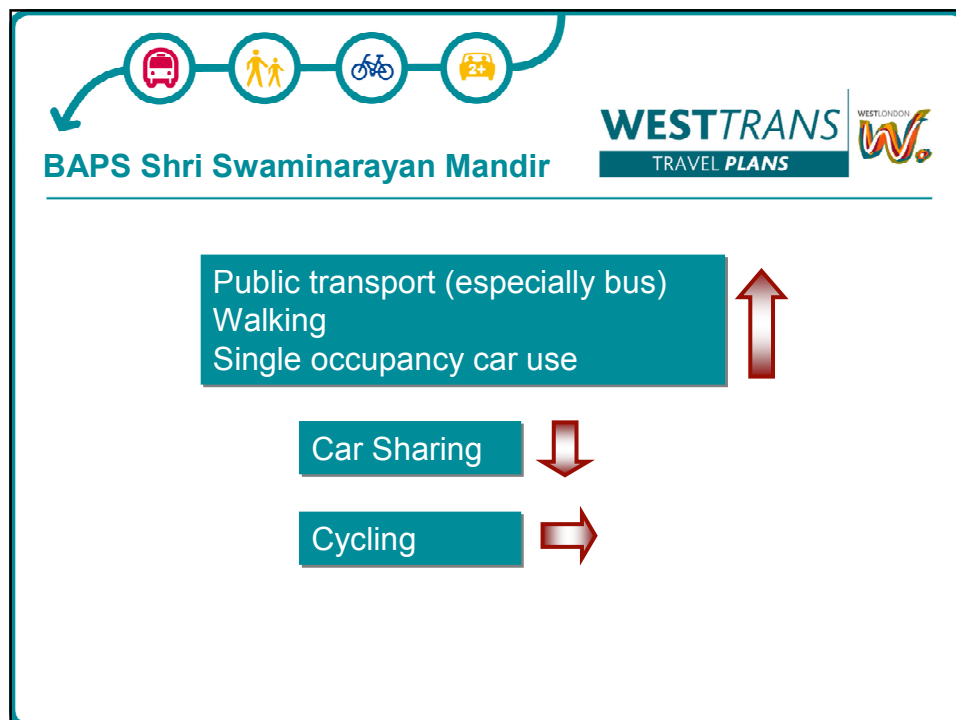 2+
WESTTRANS
TRAVEL PLANS
WESTLONDON
W.
BAPS Shri Swaminarayan Mandir
Public transport (especially bus)
Walking
Single occupancy car use
Car Sharing
Cycling